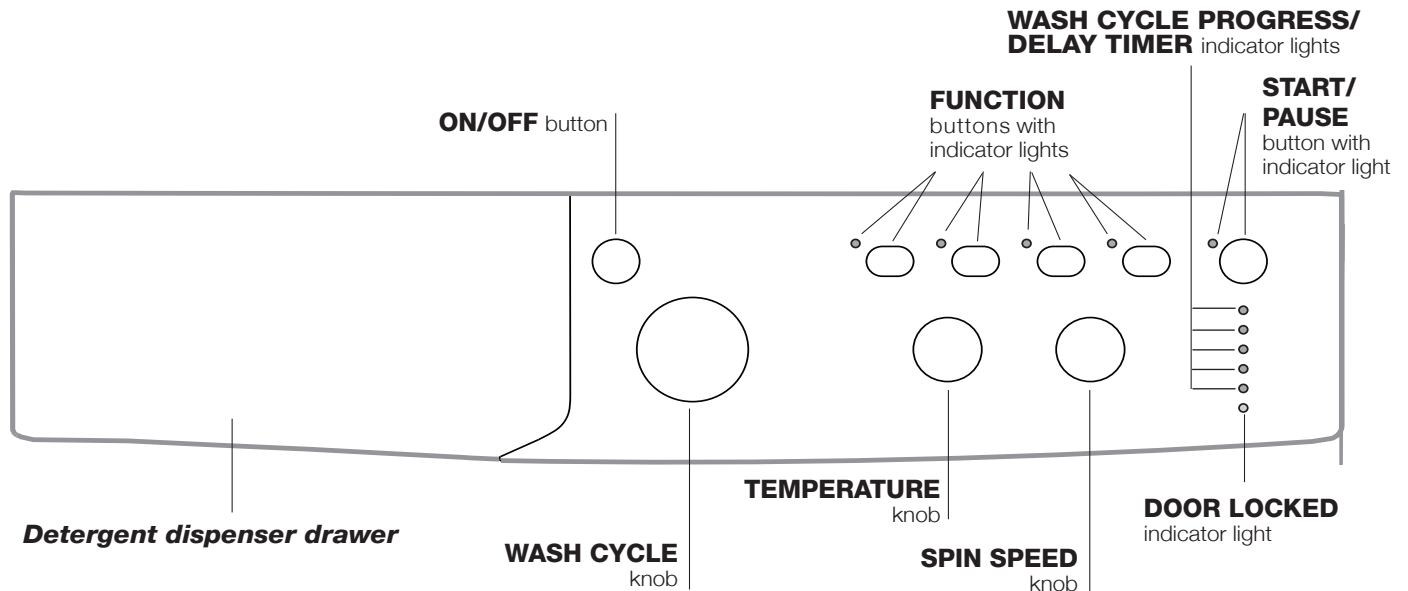 WASH CYCLE PROGRESS/
DELAY TIMER indicator lights
START/
PAUSE
button with
indicator light
FUNCTION
buttons with
indicator lights
ON/OFF button
TEMPERATURE
knob
DOOR LOCKED
indicator light
Detergent dispenser drawer
WASH CYCLE
knob
SPIN SPEED
knob